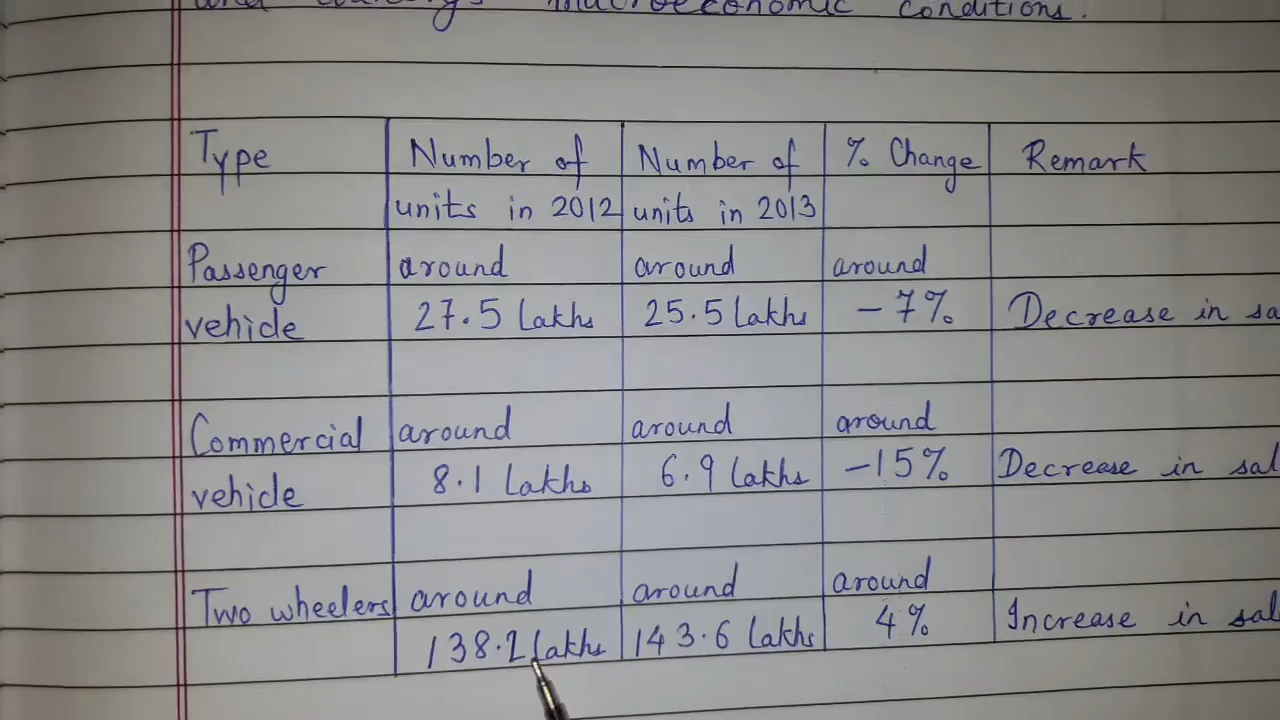 macroeconomic conditions.
Type Number of Number of % Change Remark
units in 2012 units in 2013
Passenger around around around
vehicle 27.5 Lakhs 25.5 Lakhs -7% Decrease in
Commercial around around around
vehicle 8.1 Lakhs 6.9 Lakhs -15% Decrease in
Two wheelers around around around
138.2 Lakhs 143.6 Lakhs 4% Increase in